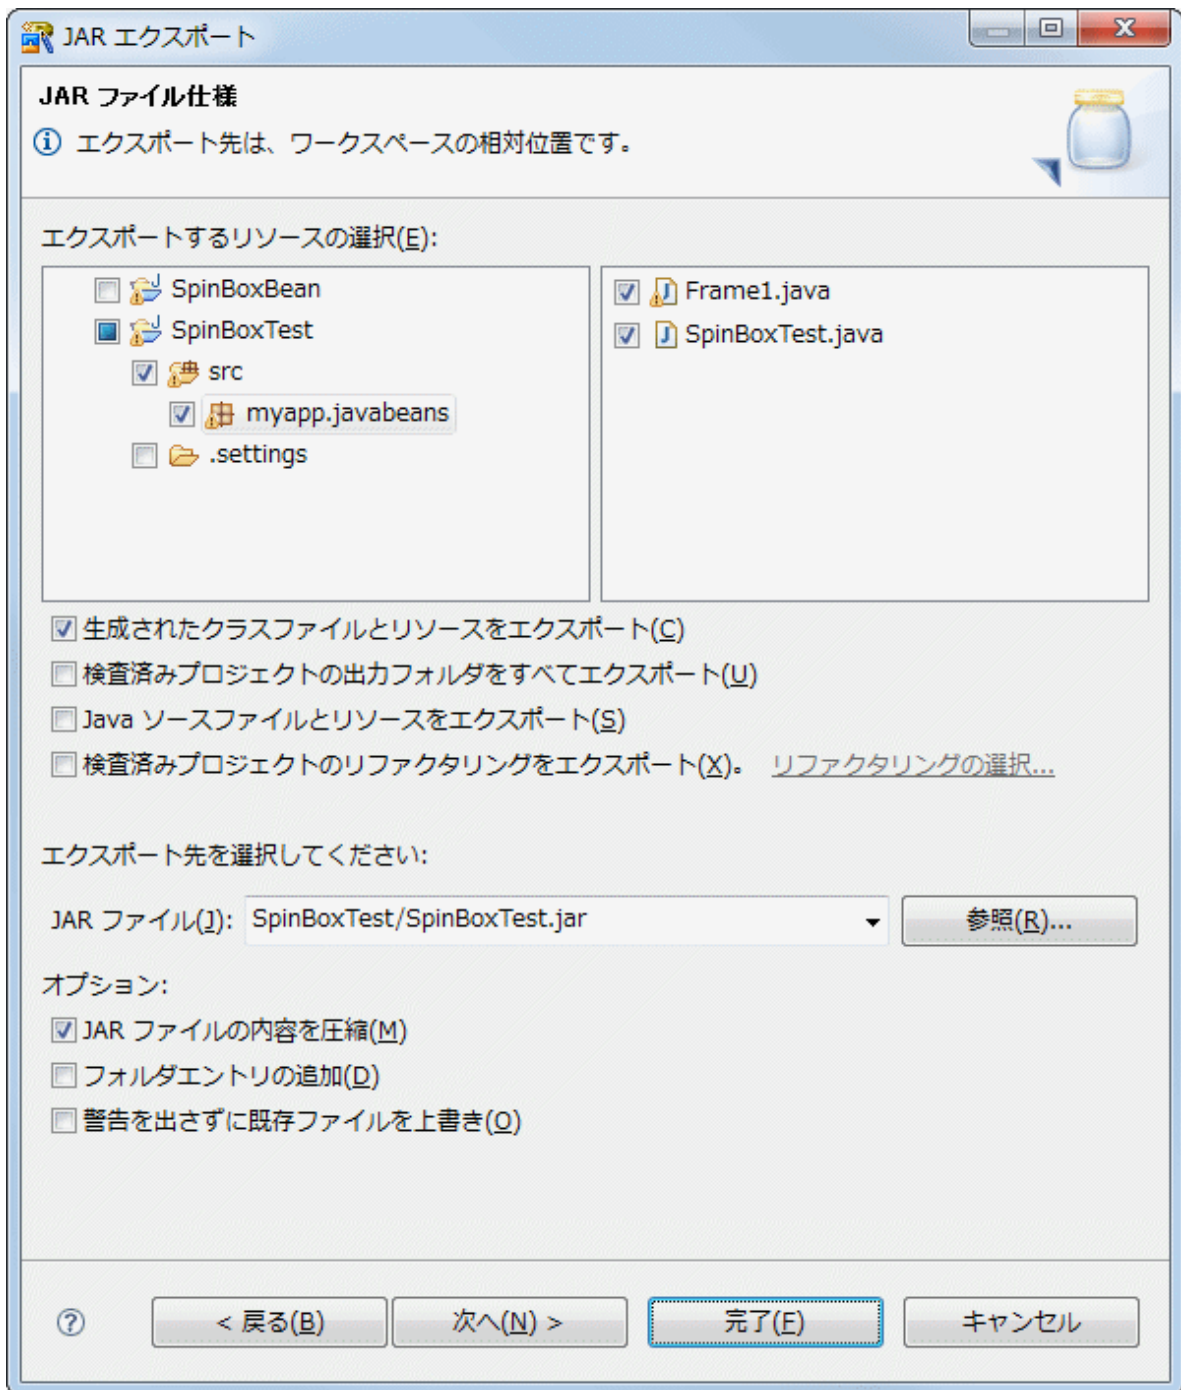 JAR エクスポート
JAR ファイル仕様
エクスポート先は、ワークスペースの相対位置です。
エクスポートするリソースの選択(E):
SpinBoxBean
SpinBoxTest
src
myapp.javabeans
.settings
Frame1.java
SpinBoxTest.java
生成されたクラスファイルとリソースをエクスポート(C)
検査済みプロジェクトの出力フォルダをすべてエクスポート(U)
Java ソースファイルとリソースをエクスポート(S)
検査済みプロジェクトのリファクタリングをエクスポート(X)。 リファクタリングの選択...
エクスポート先を選択してください:
JAR ファイル(J): SpinBoxTest/SpinBoxTest.jar 参照(R)...
オプション:
JAR ファイルの内容を圧縮(M)
フォルダエントリの追加(D)
警告を出さずに既存ファイルを上書き(O)
< 戻る(B) 次へ(N) > 完了(F) キャンセル